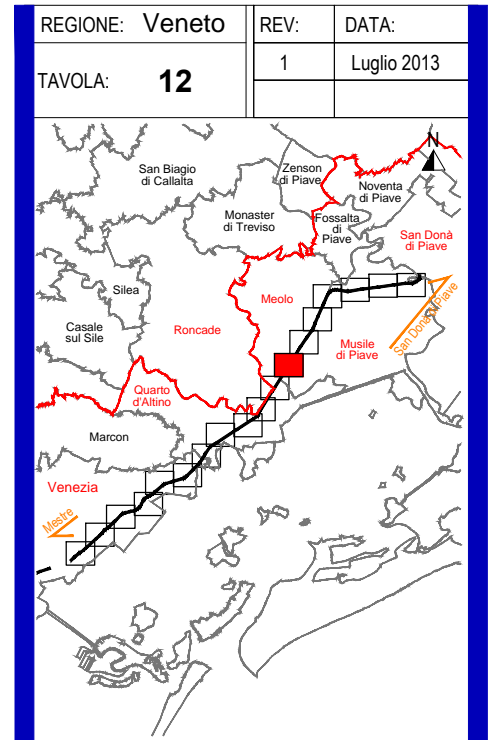 REGIONE: Veneto
REV:
DATA:
TAVOLA: 12
1
Luglio 2013
N
San Biagio
di Callalta
Zenson
di Piave
Noventa
di Piave
Monaster
di Treviso
Fossalta
di
Piave
San Donà
di Piave
Silea
Meolo
Casale
sul Sile
Roncade
Musile
di Piave
San Donà di Piave
Quarto
d'Altino
Marcon
Venezia
Mestre